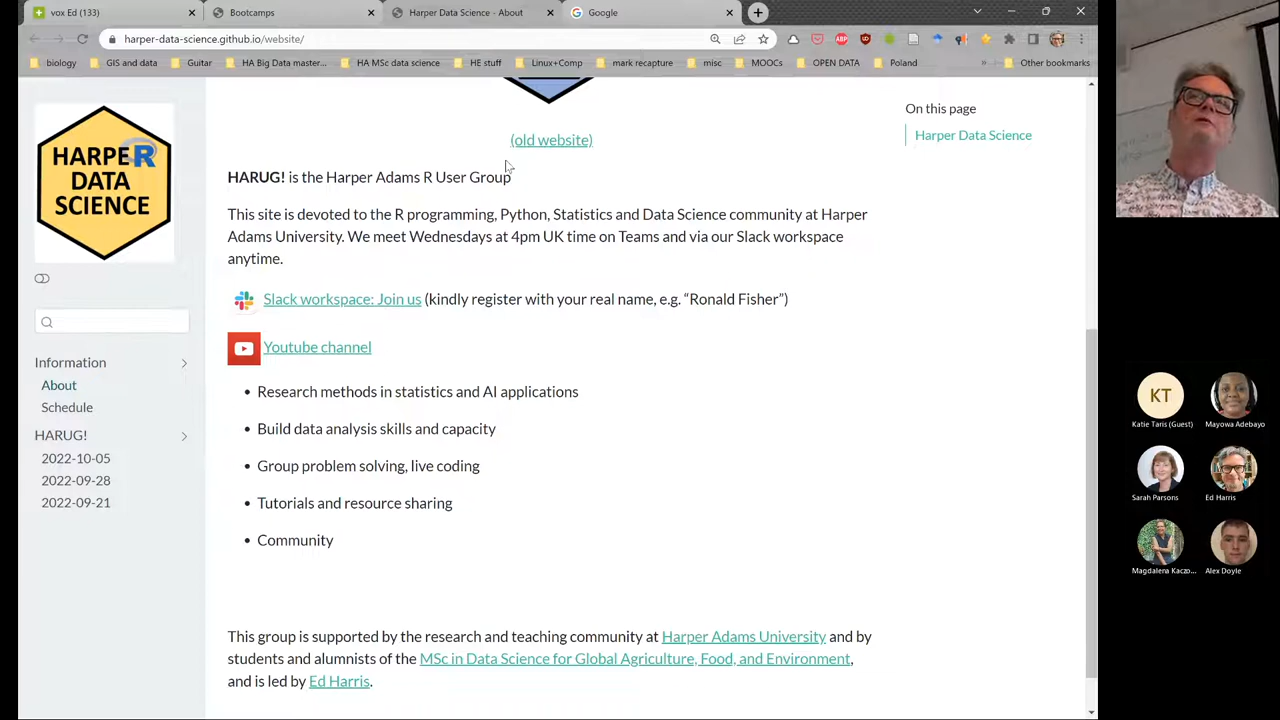 vox Ed (133)
Bootcamps
Harper Data Science - About
Google
harper-data-science.github.io/website/
biology
GIS and data
Guitar
HA Big Data master...
HA MSc data science
HE stuff
Linux+Comp
mark recapture
misc
MOOCs
OPEN DATA
Poland
»
Other bookmarks
HARPER
DATA
SCIENCE
Information
About
Schedule
HARUG!
2022-10-05
2022-09-28
2022-09-21
(old website)
HARUG! is the Harper Adams R User Group
This site is devoted to the R programming, Python, Statistics and Data Science community at Harper
Adams University. We meet Wednesdays at 4pm UK time on Teams and via our Slack workspace
anytime.
Slack workspace: Join us (kindly register with your real name, e.g. “Ronald Fisher”)
Youtube channel
• Research methods in statistics and AI applications
• Build data analysis skills and capacity
• Group problem solving, live coding
• Tutorials and resource sharing
• Community
This group is supported by the research and teaching community at Harper Adams University and by
students and alumnists of the MSc in Data Science for Global Agriculture, Food, and Environment,
and is led by Ed Harris.
On this page
Harper Data Science
KT
Katie Taris (Guest)
Mayowa Adebayo
Sarah Parsons
Ed Harris
Magdalena Kaczo...
Alex Doyle